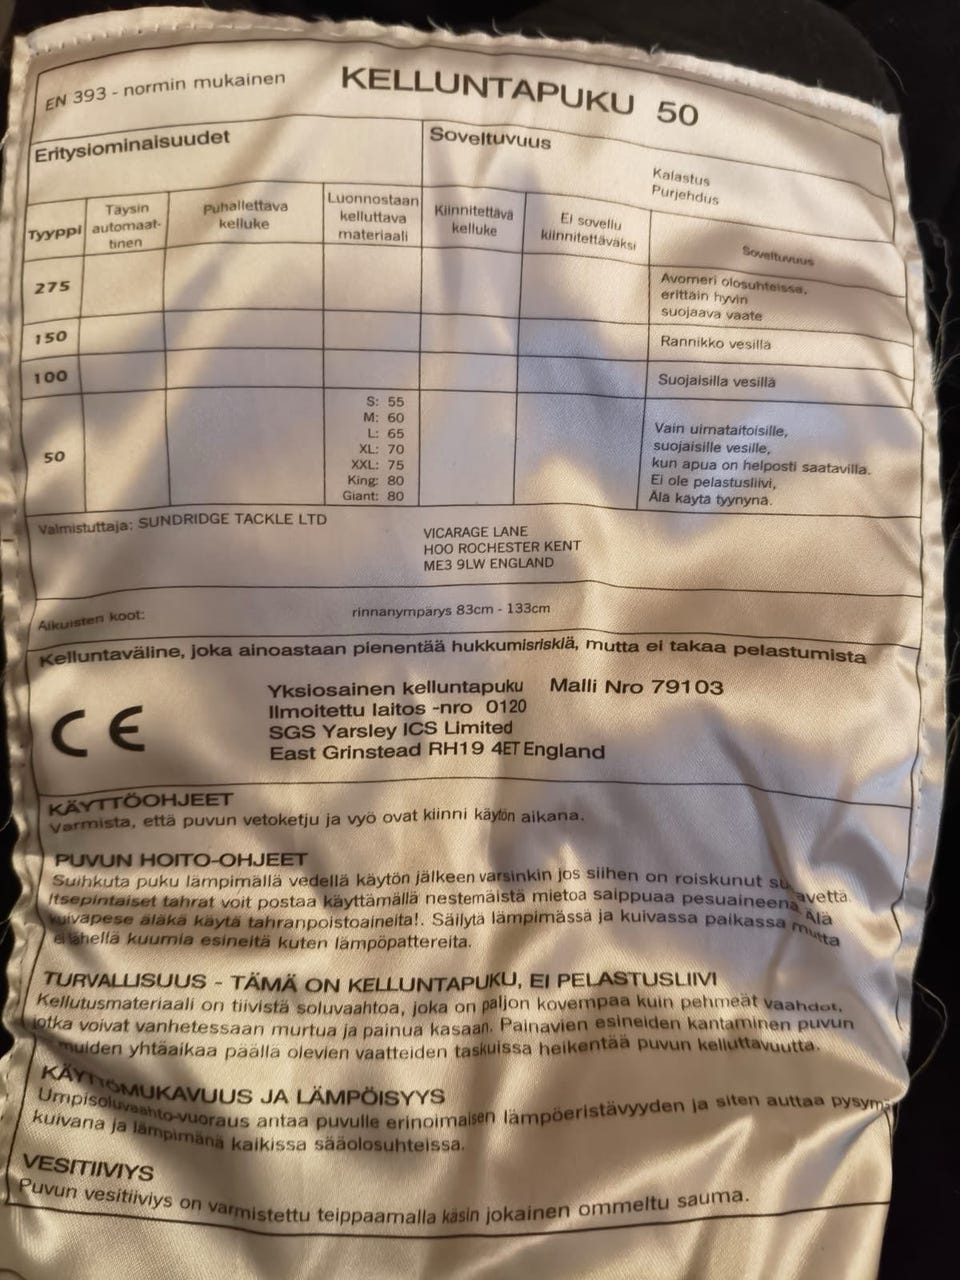 EN 393 - normin mukainen
KELLUNTAPUKU 50
Erityslominalsuudet
Soveltuvuus
Kalastus
Purjehdus
Tyyppi
Täysin
automaat-
tinen
Puhallettava
kelluke
Luonnostaan
kelluttava
materiaali
Kiinnitettävä
kelluke
Ei sovellu
kiinnitettäväksi
Soveltuvuus
275
Avomeri olosuhteissa,
erittäin hyvin
suojaava vaate
150
Rannikko vesillä
100
Suojaisilla vesillä
50
S: 55
M: 60
L: 65
XL: 70
XXL: 75
King: 80
Giant: 80
Vain uimataitoisille,
suojaisille vesille,
kun apua on helposti saatavilla.
Ei ole pelastusliivi,
Älä käytä tyynynä.
Valmistuttaja: SUNDRIDGE TACKLE LTD
VICARAGE LANE
HOO ROCHESTER KENT
ME3 9LW ENGLAND
Aikuisten koot:
rinnanympärys 83cm - 133cm
Kelluntaväline, joka ainoastaan pienentää hukkumisriskiä, mutta ei takaa pelastumista
CE
Yksiosainen kelluntapuku Malli Nro 79103
Ilmoitettu laitos -nro 0120
SGS Yarsley ICS Limited
East Grinstead RH19 4ET England
KÄYTTÖOHJEET
Varmista, että puvun vetoketju ja vyö ovat kiinni käytön aikana.
PUVUN HOITO-OHJEET
Suihkuta puku lämpimällä vedellä käytön jälkeen varsinkin jos siihen on roiskunut
Itsepintaiset tahrat voit postaa käyttämällä nestemäistä mietoa saippuaa pesuaineena. Älä
kuivapese äläkä käytä tahranpoistoaineita!. Säilytä lämpimässä ja kuivassa paikassa mutta
ei lähellä kuumia esineitä kuten lämpöpattereita.
TURVALLISUUS - TÄMÄ ON KELLUNTAPUKU, EI PELASTUSLIIVI
Kellutusmateriaali on tiivistä soluvaahtoa, joka on paljon kovempaa kuin pehmeät vaahdot,
jotka voivat vanhetessaan murtua ja painua kasaan. Painavien esineiden kantaminen puvun
muiden yhtäaikaa päällä olevien vaatteiden taskuissa heikentää puvun kelluttavuutta.
KÄYTTÖMUKAVUUS JA LÄMPÖISYYS
Umpisoluvaahto-vuoraus antaa puvulle erinoimaisen lämpöeristävyyden ja siten auttaa
kuivana ja lämpimänä kaikissa sääolosuhteissa.
VESITIIVIYS
Puvun vesitiiviys on varmistettu teippaamalla käsin jokainen ommeltu sauma.